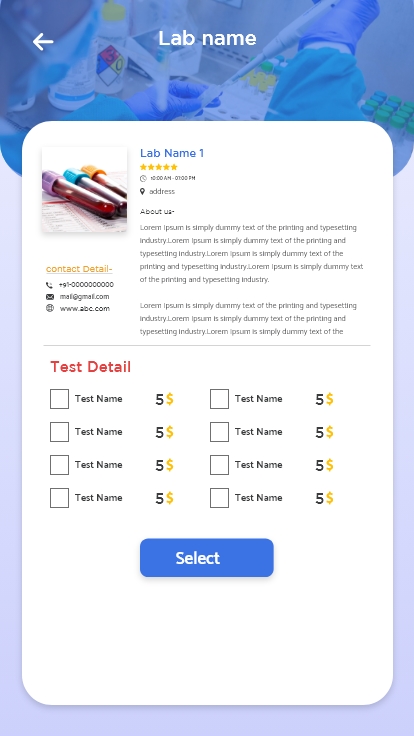 Lab name
Lab Name 1
10:00 AM - 03:00 PM
address
About us-
Lorem Ipsum is simply dummy text of the printing and typesetting
industry.Lorem Ipsum is simply dummy text of the printing and
typesetting industry.Lorem Ipsum is simply dummy text of the
printing and typesetting industry.Lorem Ipsum is simply dummy text
of the printing and typesetting industry.
Lorem Ipsum is simply dummy text of the printing and typesetting
industry.Lorem Ipsum is simply dummy text of the printing and
typesetting industry.Lorem Ipsum is simply dummy text of the
contact Detail-
+91-0000000000
mail@gmail.com
www.abc.com
Test Detail
Test Name 5$ Test Name 5$
Test Name 5$ Test Name 5$
Test Name 5$ Test Name 5$
Test Name 5$ Test Name 5$
Select